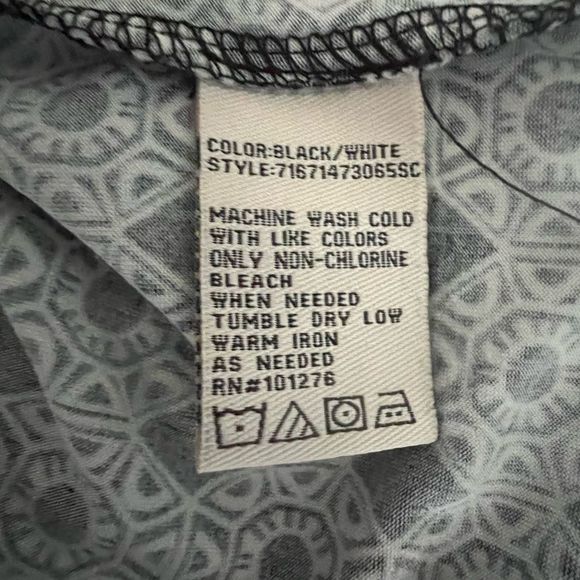 COLOR:BLACK/WHITE
STYLE:71671473065SC
MACHINE WASH COLD
WITH LIKE COLORS
ONLY NON-CHLORINE
BLEACH
WHEN NEEDED
TUMBLE DRY LOW
WARM IRON
AS NEEDED
RN#101276